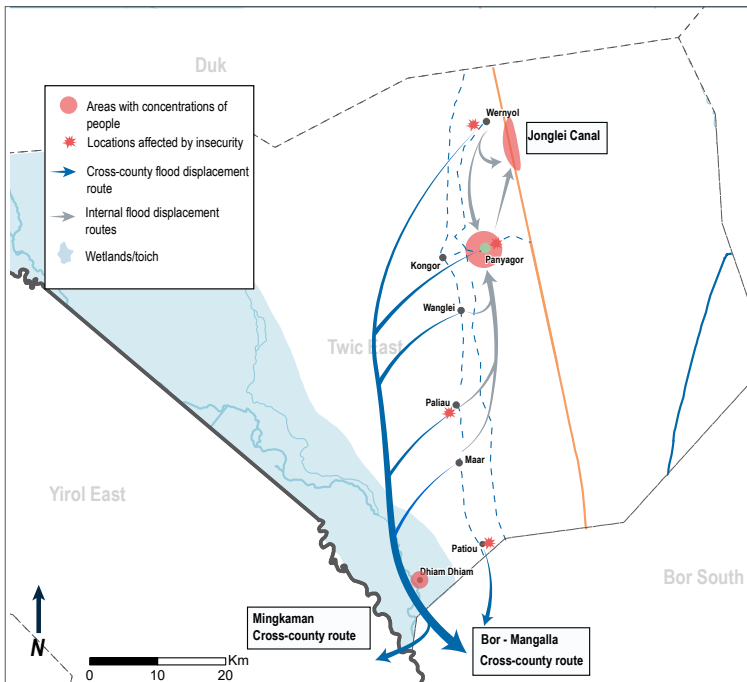 Duk
Areas with concentrations of
people
Locations affected by insecurity
Cross-county flood displacement
route
Internal flood displacement
routes
Wetlands/toich
Wernyol
Jonglei Canal
Kongor
Panyagor
Wanglei
Twic East
Paliau
Maar
Yirol East
Patiou
Dhiam Dhiam
Bor South
Mingkaman
Cross-county route
Bor - Mangalla
Cross-county route
N
Km
0 10 20